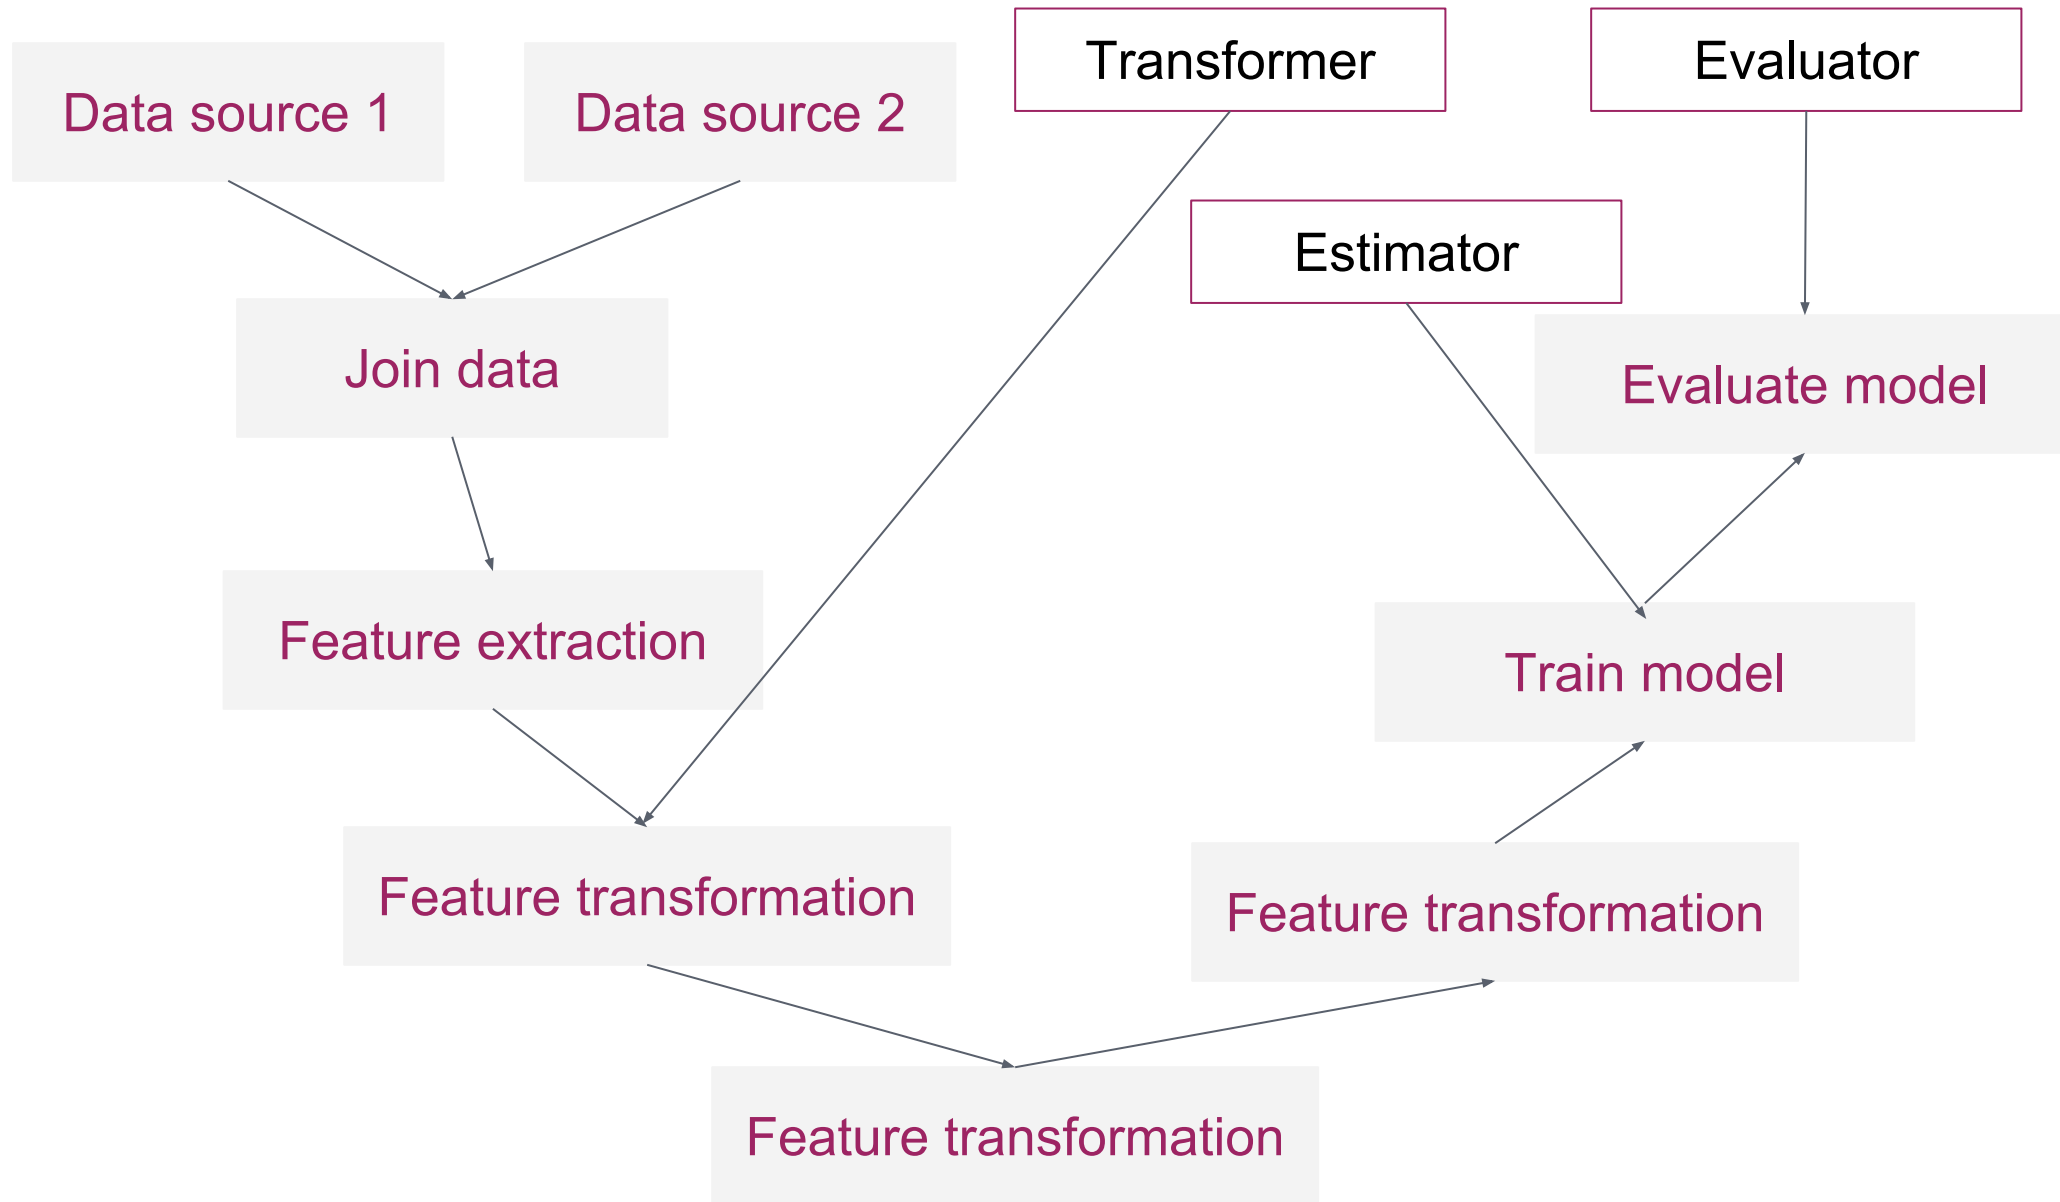 Data source 1
Data source 2
Transformer
Evaluator
Estimator
Join data
Evaluate model
Feature extraction
Train model
Feature transformation
Feature transformation
Feature transformation